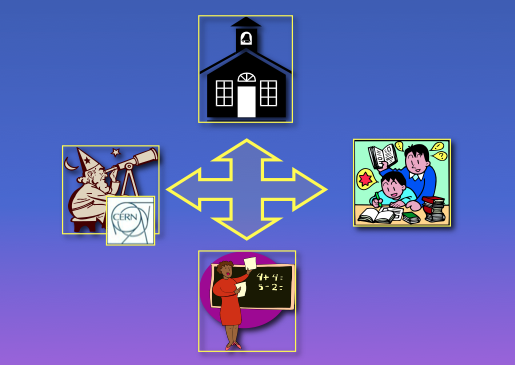 CERN
4+4=
5-2=